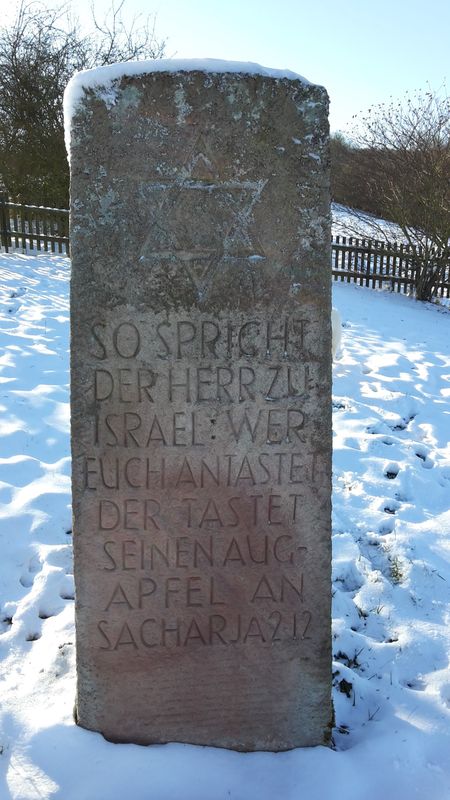 SO SPRICHT
DER HERR ZU
ISRAEL: WER
EUCH ANTASTET
DER TASTET
SEINEN AUG-
APFEL AN
SACHARJA 2 12